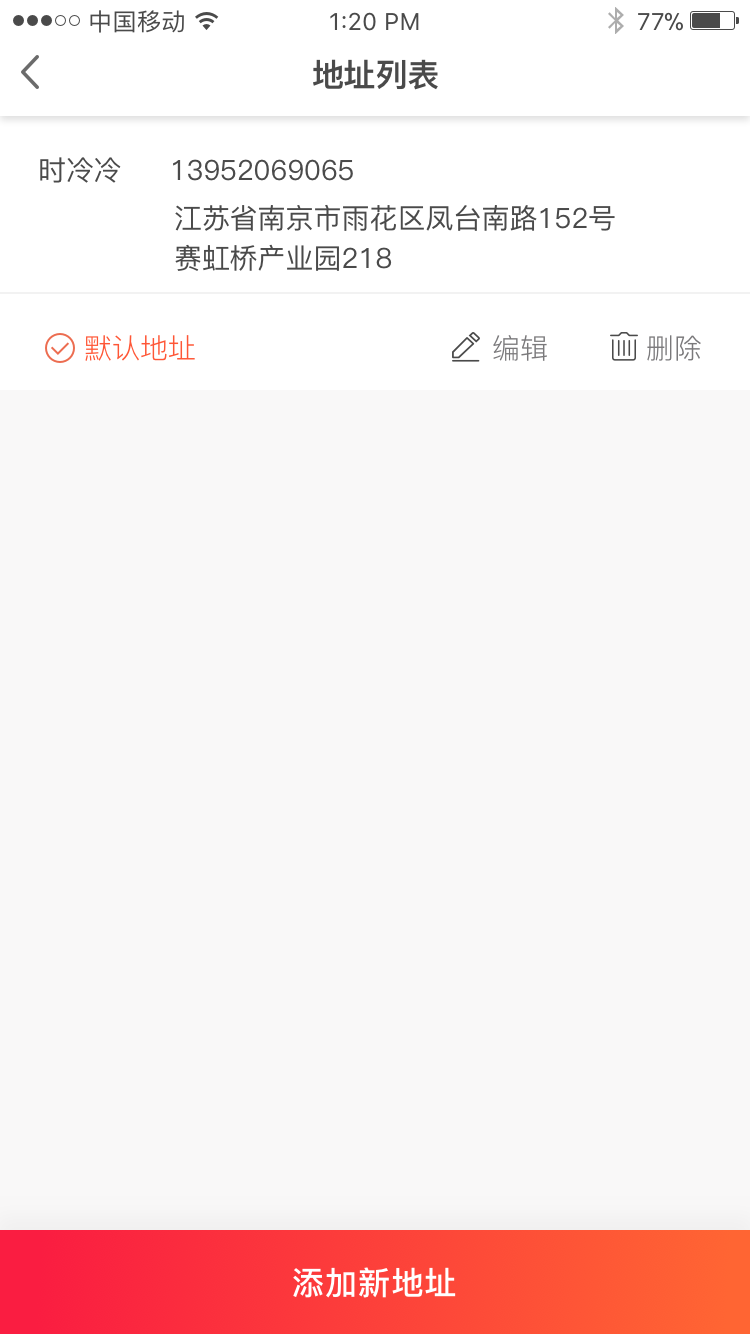 中国移动 1:20 PM 77%
地址列表
时冷冷 13952069065
江苏省南京市雨花区凤台南路152号
赛虹桥产业园218
默认地址 编辑 删除
添加新地址